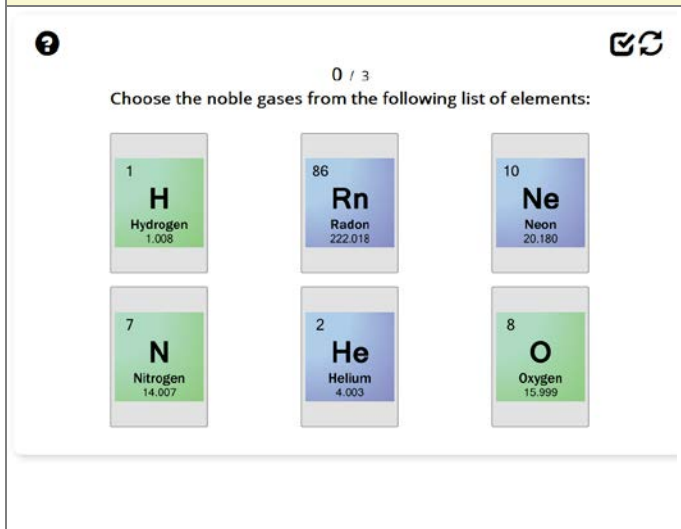 ?
0 / 3
Choose the noble gases from the following list of elements:
1
H
Hydrogen
1.008
86
Rn
Radon
222.018
10
Ne
Neon
20.180
7
N
Nitrogen
14.007
2
He
Helium
4.003
8
O
Oxygen
15.999